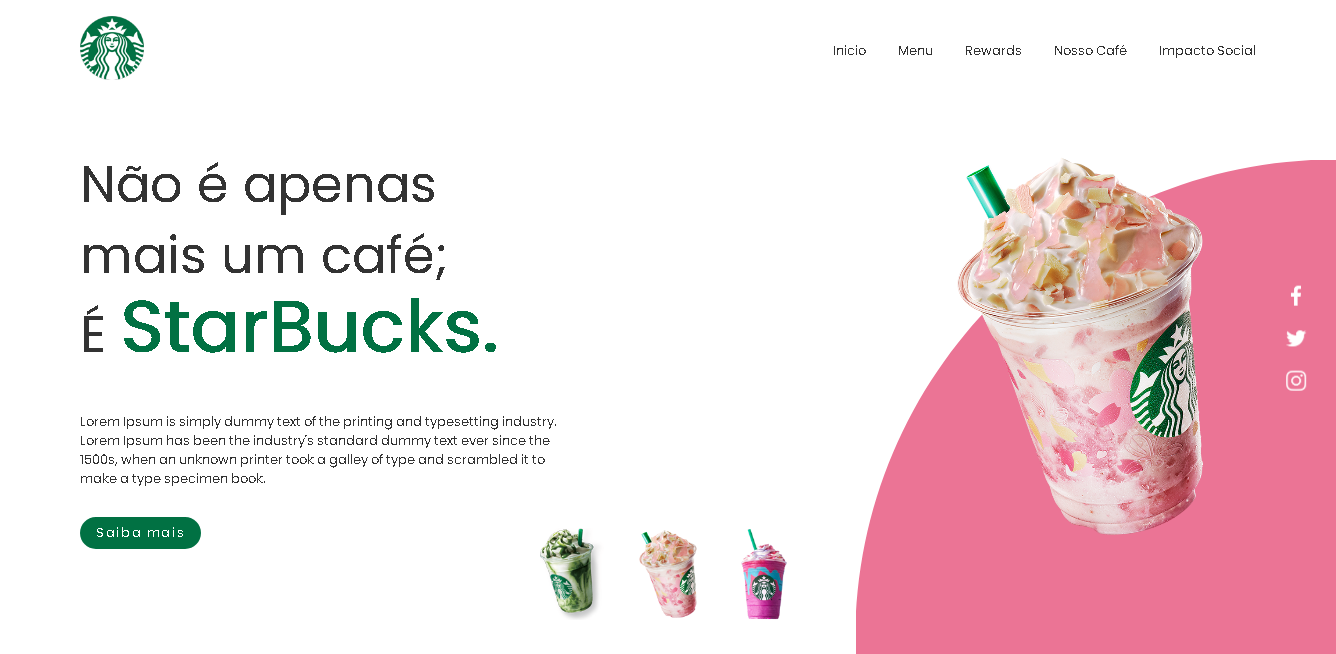 Inicio
Menu
Rewards
Nosso Café
Impacto Social
Não é apenas
mais um café;
É StarBucks.
Lorem Ipsum is simply dummy text of the printing and typesetting industry.
Lorem Ipsum has been the industry's standard dummy text ever since the
1500s, when an unknown printer took a galley of type and scrambled it to
make a type specimen book.
Saiba mais